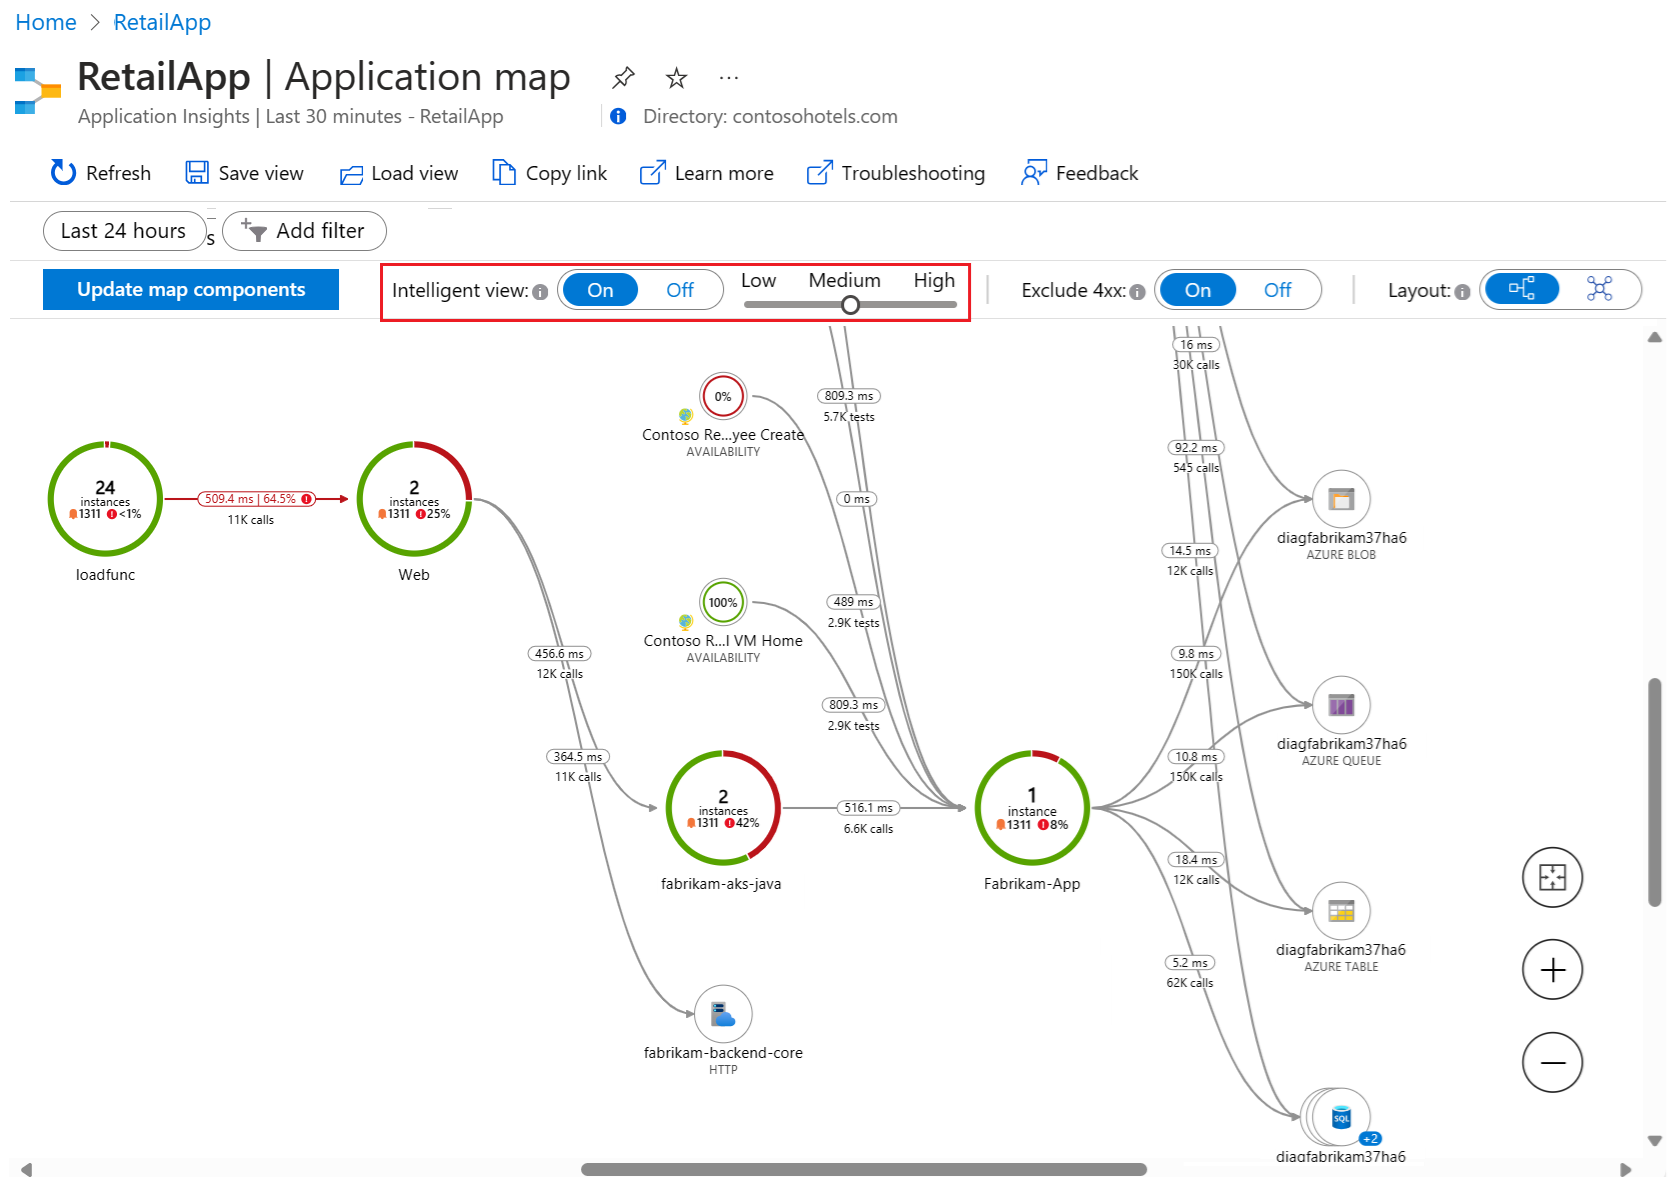 Home > RetailApp
RetailApp | Application map
Application Insights | Last 30 minutes - RetailApp
Directory: contosohotels.com
Refresh
Save view
Load view
Copy link
Learn more
Troubleshooting
Feedback
Last 24 hours
s
Add filter
Update map components
Intelligent view:
On
Off
Low
Medium
High
Exclude 4xx:
On
Off
Layout:
24
instances
1311 <1%
loadfunc
509.4 ms | 64.5%
11K calls
2
instances
1311 25%
Web
0%
Contoso Re...yee Create
AVAILABILITY
100%
Contoso R...l VM Home
AVAILABILITY
456.6 ms
12K calls
364.5 ms
11K calls
2
instances
1311 42%
fabrikam-aks-java
fabrikam-backend-core
HTTP
809.3 ms
5.7K tests
0 ms
489 ms
2.9K tests
809.3 ms
2.9K tests
516.1 ms
6.6K calls
1
instance
1311 8%
Fabrikam-App
16 ms
30K calls
92.2 ms
545 calls
14.5 ms
12K calls
9.8 ms
150K calls
10.8 ms
150K calls
18.4 ms
12K calls
5.2 ms
62K calls
diagfabrikam37ha6
AZURE BLOB
diagfabrikam37ha6
AZURE QUEUE
diagfabrikam37ha6
AZURE TABLE
SQL
+2
diagfabrikam37ha6